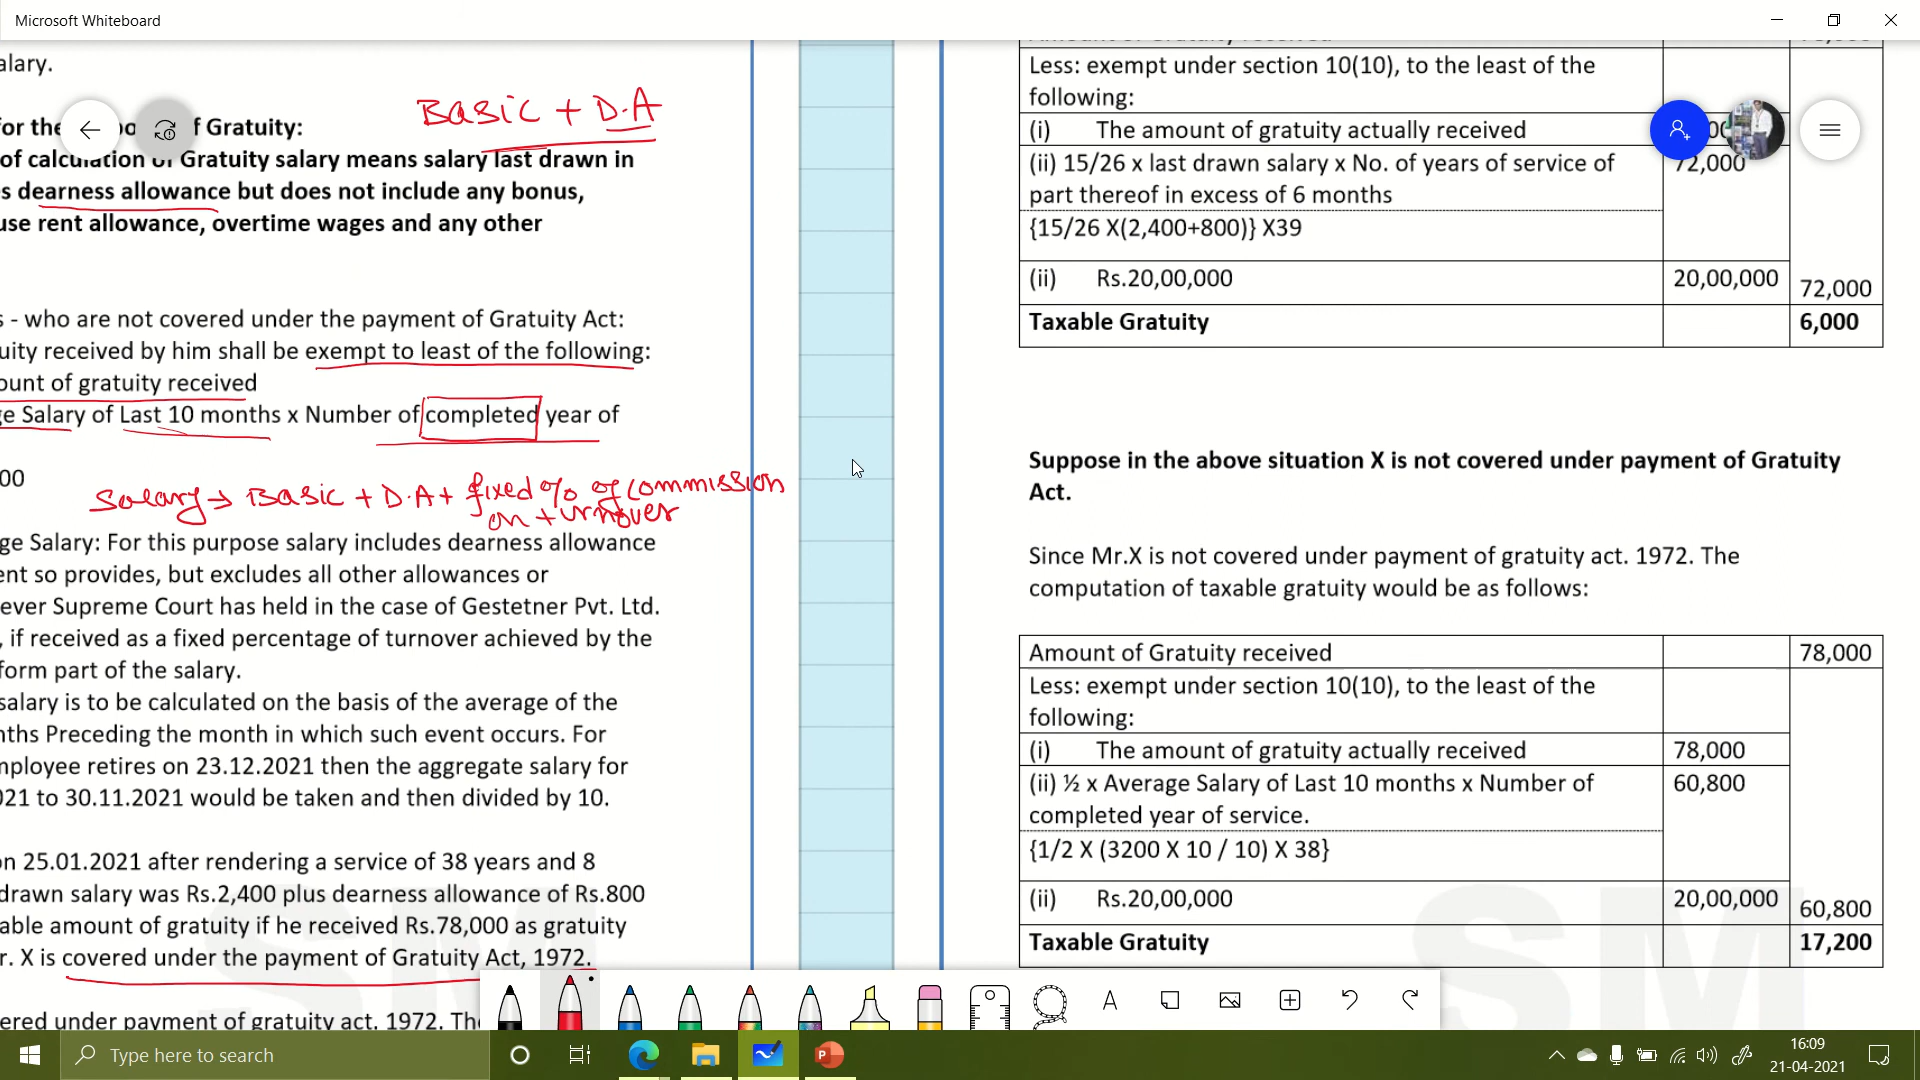 Microsoft Whiteboard
alary.
Basic + D.A
for the f Gratuity:
of calculation of Gratuity salary means salary last drawn in
s dearness allowance but does not include any bonus,
use rent allowance, overtime wages and any other
s - who are not covered under the payment of Gratuity Act:
uity received by him shall be exempt to least of the following:
ount of gratuity received
ge Salary of Last 10 months x Number of completed year of
00
Salary → Basic + D.A + fixed % of commission
on turnover
ge Salary: For this purpose salary includes dearness allowance
ent so provides, but excludes all other allowances or
ever Supreme Court has held in the case of Gestetner Pvt. Ltd.
, if received as a fixed percentage of turnover achieved by the
form part of the salary.
salary is to be calculated on the basis of the average of the
nths Preceding the month in which such event occurs. For
mployee retires on 23.12.2021 then the aggregate salary for
021 to 30.11.2021 would be taken and then divided by 10.
on 25.01.2021 after rendering a service of 38 years and 8
drawn salary was Rs.2,400 plus dearness allowance of Rs.800
able amount of gratuity if he received Rs.78,000 as gratuity
r. X is covered under the payment of Gratuity Act, 1972.
ered under payment of gratuity act. 1972. The
Less: exempt under section 10(10), to the least of the
following:
(i) The amount of gratuity actually received
(ii) 15/26 x last drawn salary x No. of years of service of 72,000
part thereof in excess of 6 months
{15/26 X(2,400+800)} X39
(ii) Rs.20,00,000 20,00,000 72,000
Taxable Gratuity 6,000
Suppose in the above situation X is not covered under payment of Gratuity
Act.
Since Mr.X is not covered under payment of gratuity act. 1972. The
computation of taxable gratuity would be as follows:
Amount of Gratuity received 78,000
Less: exempt under section 10(10), to the least of the
following:
(i) The amount of gratuity actually received 78,000
(ii) ½ x Average Salary of Last 10 months x Number of 60,800
completed year of service.
{1/2 X (3200 X 10 / 10) X 38}
(ii) Rs.20,00,000 20,00,000 60,800
Taxable Gratuity 17,200
SM
SM
Type here to search
16:09
21-04-2021